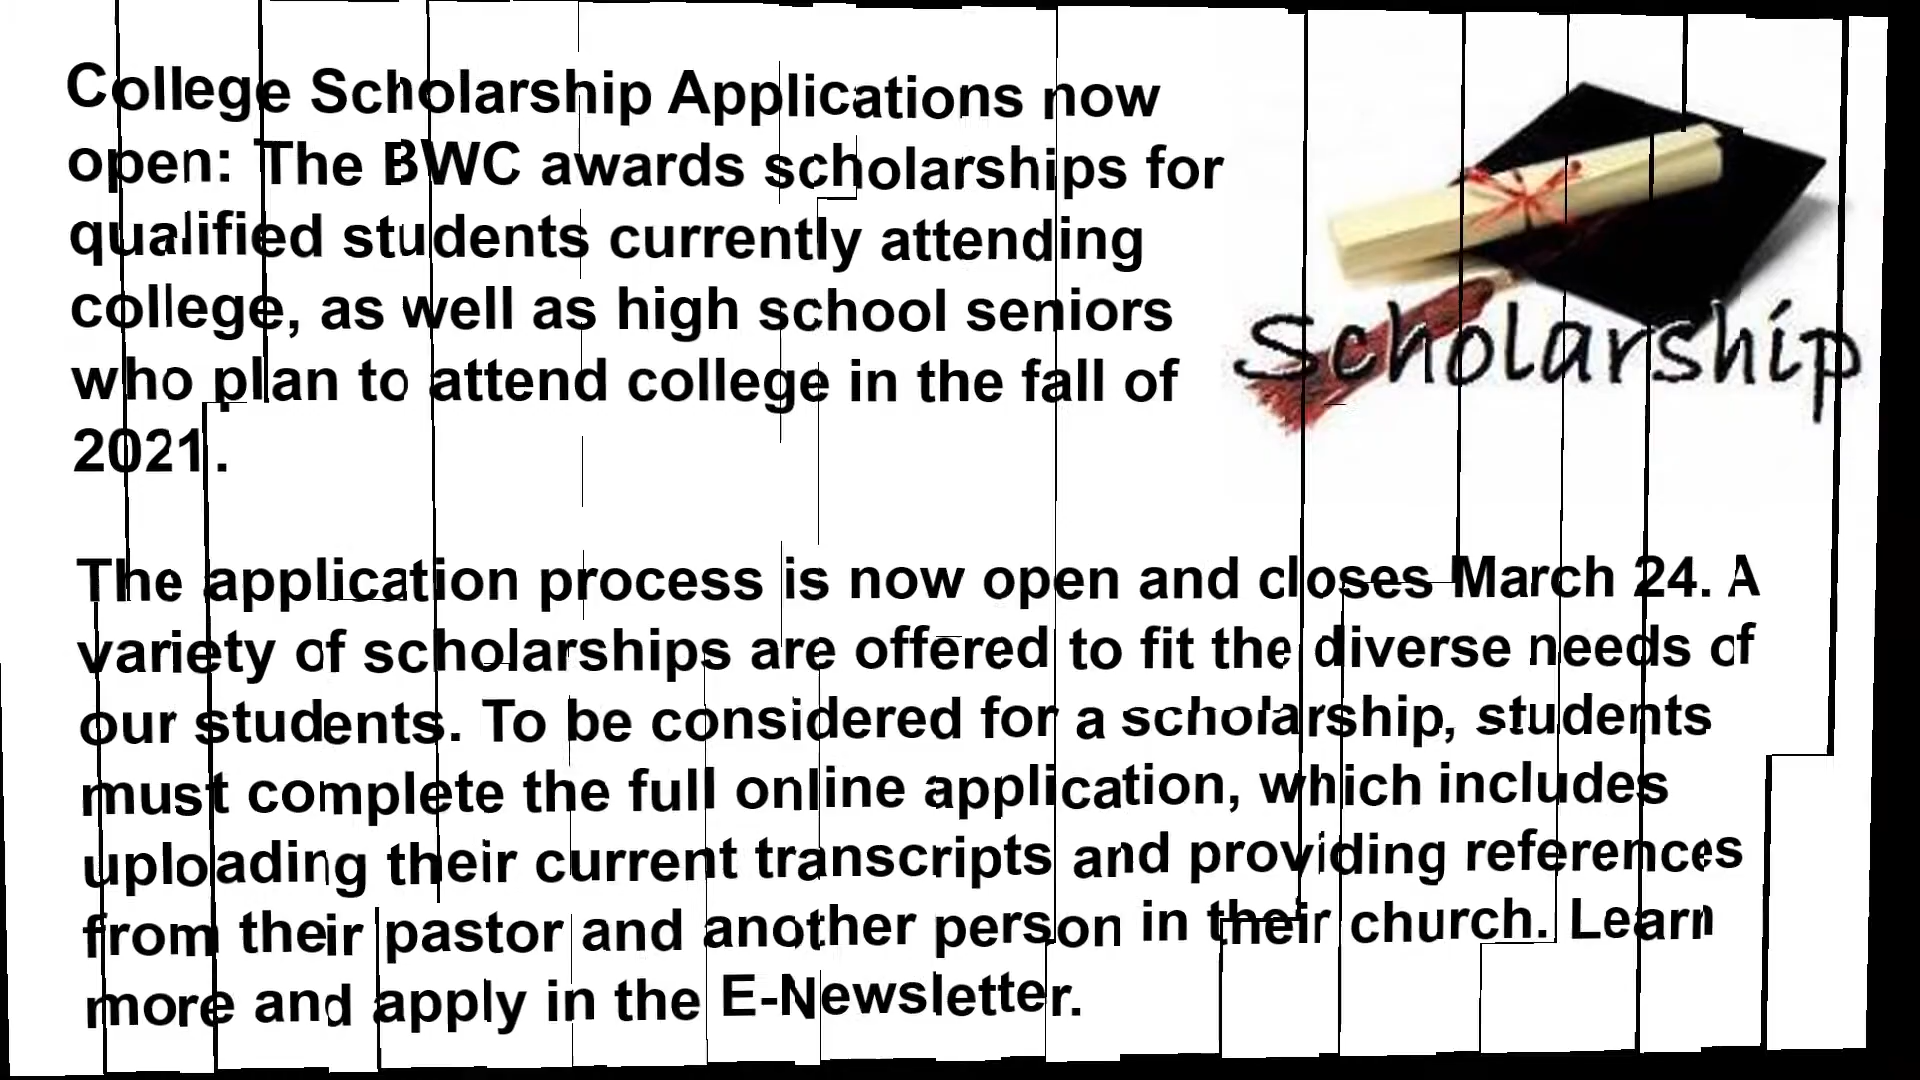 College Scholarship Applications now
open: The BWC awards scholarships for
qualified students currently attending
college, as well as high school seniors
who plan to attend college in the fall of
2021.
Scholarship
The application process is now open and closes March 24. A
variety of scholarships are offered to fit the diverse needs of
our students. To be considered for a scholarship, students
must complete the full online application, which includes
uploading their current transcripts and providing references
from their pastor and another person in their church. Learn
more and apply in the E-Newsletter.